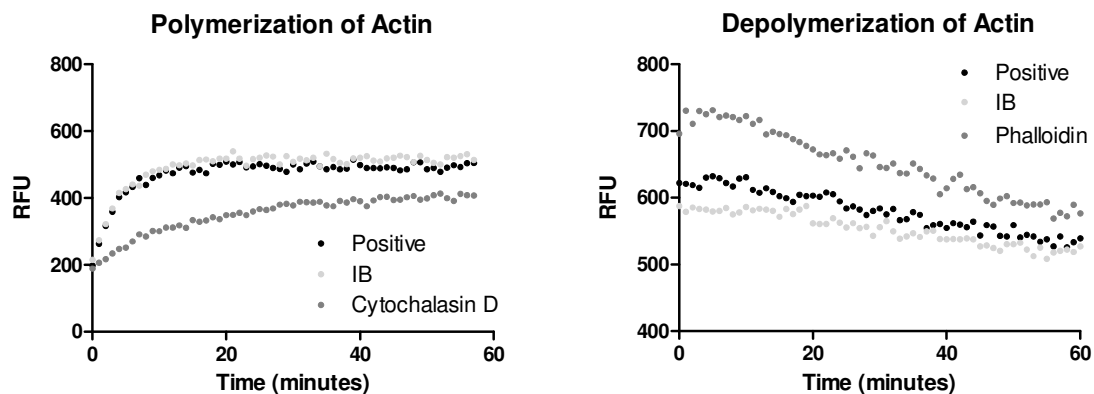 Polymerization of Actin
800
600
400
200
0
RFU
0 20 40 60
Time (minutes)
Positive
IB
Cytochalasin D
Depolymerization of Actin
800
700
600
500
400
RFU
0 20 40 60
Time (minutes)
Positive
IB
Phalloidin